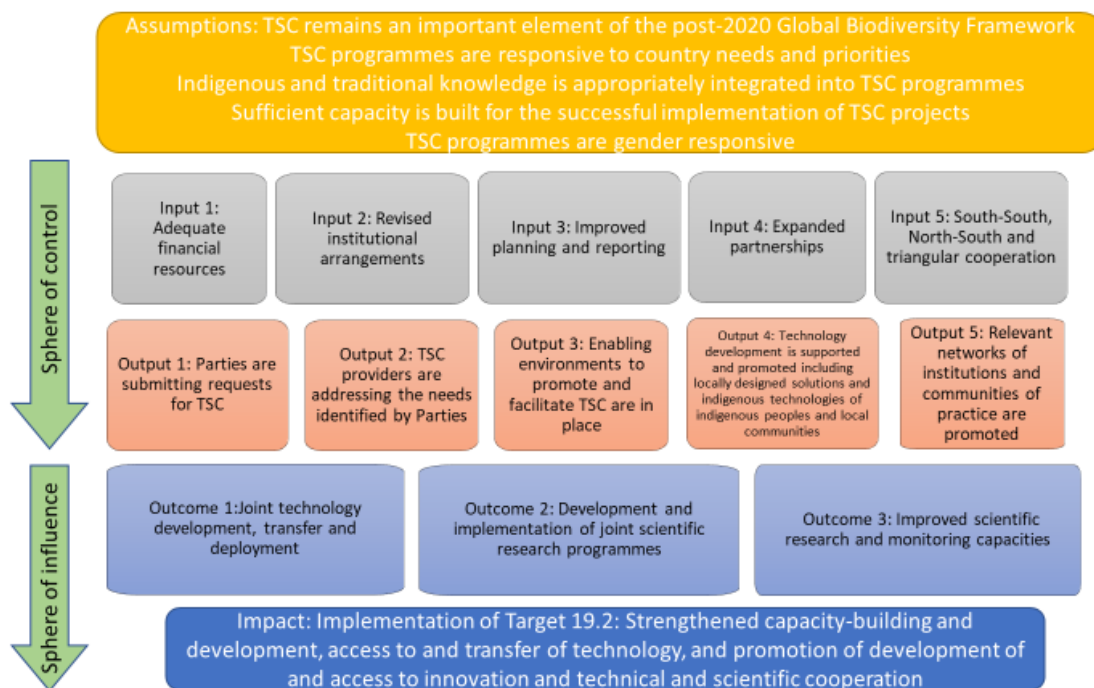 Assumptions: TSC remains an important element of the post-2020 Global Biodiversity Framework
TSC programmes are responsive to country needs and priorities
Indigenous and traditional knowledge is appropriately integrated into TSC programmes
Sufficient capacity is built for the successful implementation of TSC projects
TSC programmes are gender responsive
Sphere of control
Input 1:
Adequate
financial
resources
Input 2: Revised
institutional
arrangements
Input 3: Improved
planning and reporting
Input 4: Expanded
partnerships
Input 5: South-South,
North-South and
triangular cooperation
Output 1: Parties are
submitting requests
for TSC
Output 2: TSC
providers are
addressing the needs
identified by Parties
Output 3: Enabling
environments to
promote and
facilitate TSC are in
place
Output 4: Technology
development is supported
and promoted including
locally designed solutions and
indigenous technologies of
indigenous peoples and local
communities
Output 5: Relevant
networks of
institutions and
communities of
practice are
promoted
Sphere of influence
Outcome 1:Joint technology
development, transfer and
deployment
Outcome 2: Development and
implementation of joint scientific
research programmes
Outcome 3: Improved scientific
research and monitoring capacities
Impact: Implementation of Target 19.2: Strengthened capacity-building and
development, access to and transfer of technology, and promotion of development of
and access to innovation and technical and scientific cooperation